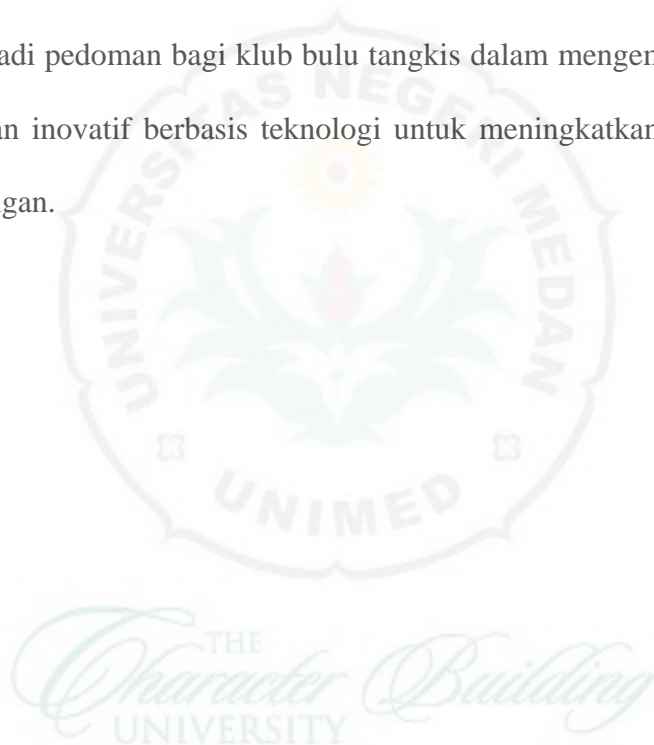 adi pedoman bagi klub bulu tangkis dalam mengem
an inovatif berbasis teknologi untuk meningkatkan
ngan.
UNIVERSITAS NEGERI MEDAN
UNIMED
THE
Character Building
UNIVERSITY